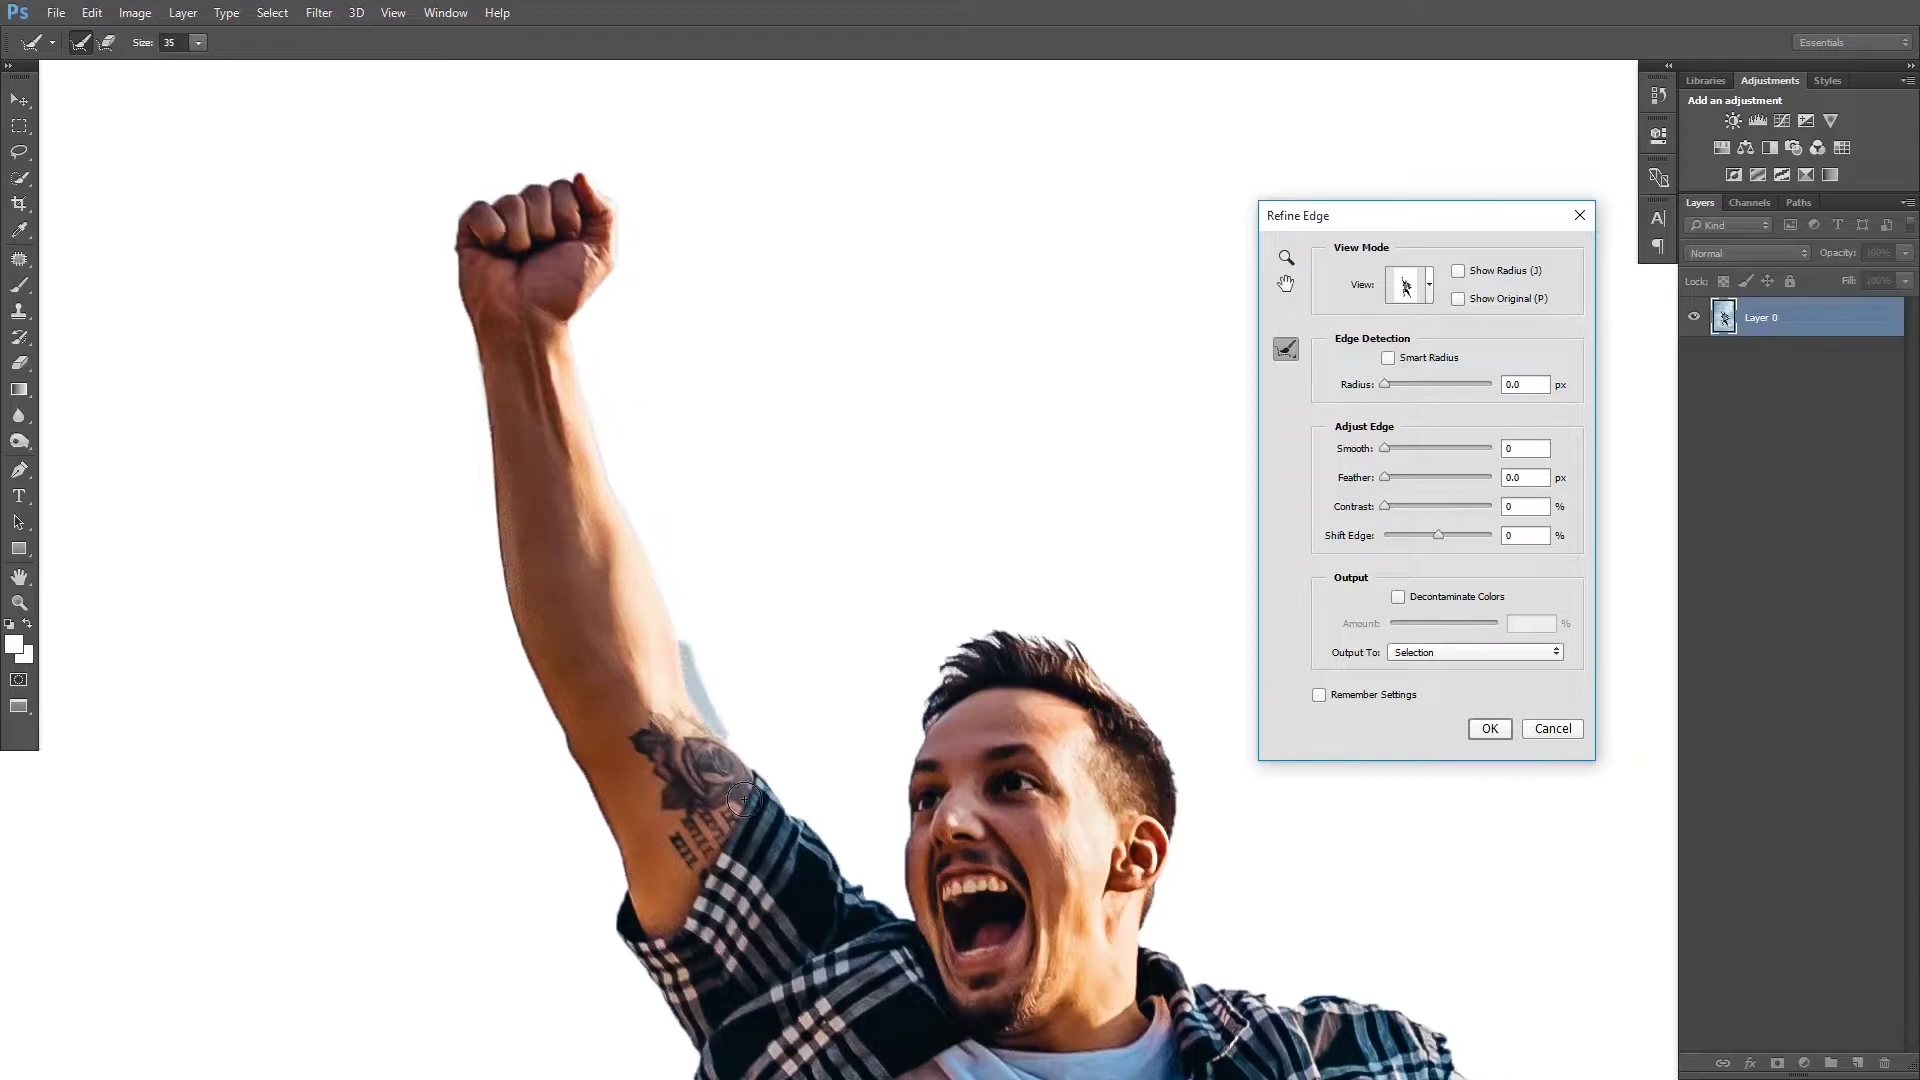 Ps File Edit Image Layer Type Select Filter 3D View Window Help
Size: 35 Essentials
Libraries Adjustments Styles
Add an adjustment
Layers Channels Paths
Kind
Normal Opacity: 100%
Lock: Fill: 100%
Layer 0
Refine Edge
View Mode
View: Show Radius (J)
Show Original (P)
Edge Detection
Smart Radius
Radius: 0.0 px
Adjust Edge
Smooth: 0
Feather: 0.0 px
Contrast: 0 %
Shift Edge: 0 %
Output
Decontaminate Colors
Amount: %
Output To: Selection
Remember Settings
OK Cancel